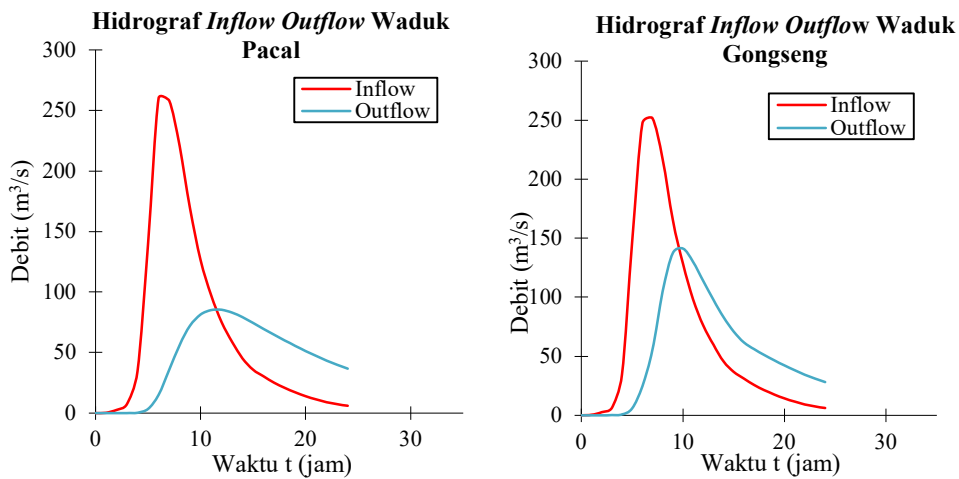 Hidrograf Inflow Outflow Waduk
Pacal
300
250
200
150
100
50
0
Debit (m³/s)
Inflow
Outflow
0 10 20 30
Waktu t (jam)
Hidrograf Inflow Outflow Waduk
Gongseng
300
250
200
150
100
50
0
Debit (m³/s)
Inflow
Outflow
0 10 20 30
Waktu t (jam)